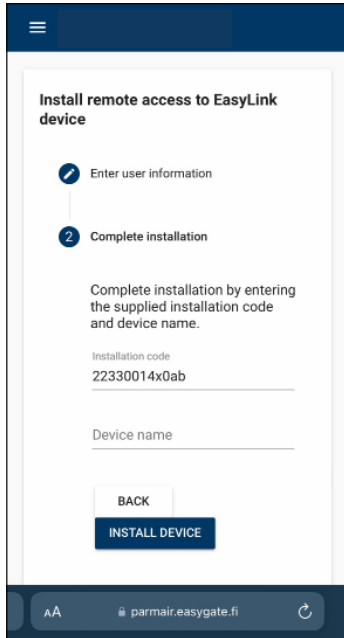 Install remote access to EasyLink
device
Enter user information
2 Complete installation
Complete installation by entering
the supplied installation code
and device name.
Installation code
22330014x0ab
Device name
BACK
INSTALL DEVICE
AA parmair.easygate.fi